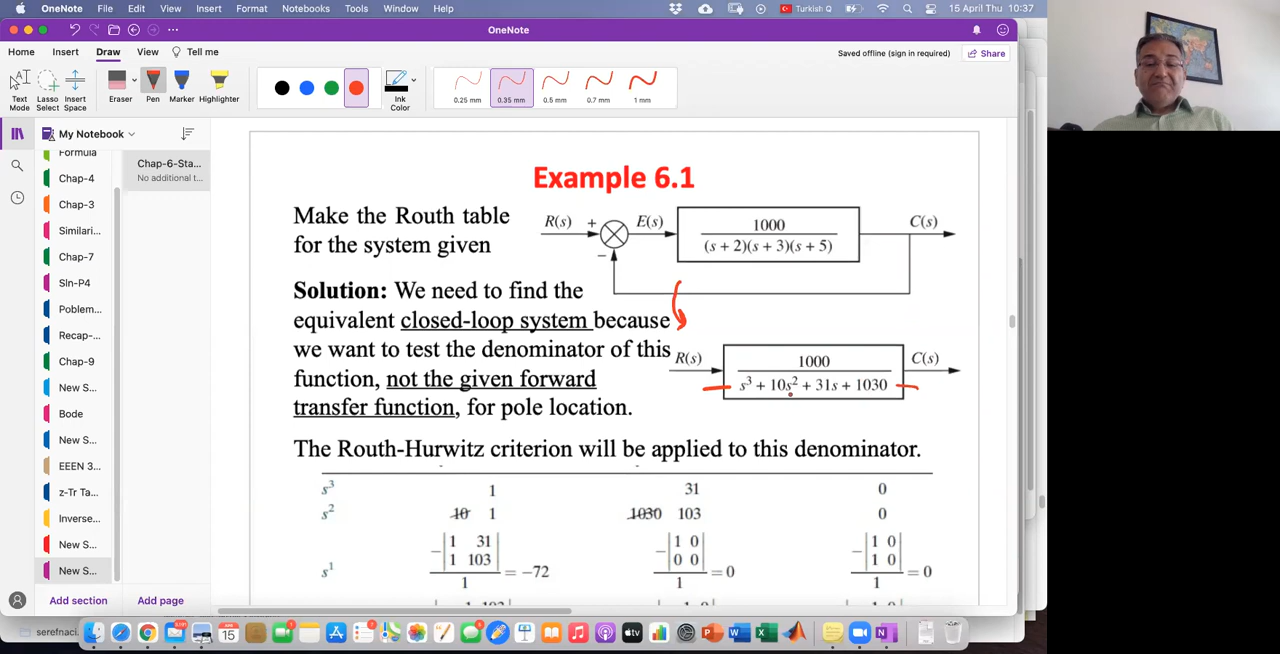 OneNote File Edit View Insert Format Notebooks Tools Window Help Turkish Q 15 April Thu 10:37
OneNote
Home Insert Draw View Tell me
Saved offline (sign in required) Share
Text Mode
Lasso Select
Insert Space
Eraser
Pen
Marker
Highlighter
Ink Color
0.25 mm
0.35 mm
0.5 mm
0.7 mm
1 mm
My Notebook
Formula
Chap-4
Chap-3
Similari...
Chap-7
Sln-P4
Poblem...
Recap-...
Chap-9
New S...
Bode
New S...
EEEN 3...
z-Tr Ta...
Inverse...
New S...
New S...
Add section
Add page
Chap-6-Sta...
No additional t...
Example 6.1
Make the Routh table
for the system given
R(s) + − E(s) 1000 / (s + 2)(s + 3)(s + 5) C(s)
Solution: We need to find the
equivalent closed-loop system because
we want to test the denominator of this
function, not the given forward
transfer function, for pole location.
R(s) 1000 / s³ + 10s² + 31s + 1030 C(s)
The Routh-Hurwitz criterion will be applied to this denominator.
s³ 1 31 0
s² 10 1 1030 103 0
s¹ −|1 31
1 103| / 1 = −72
−|1 0
0 0| / 1 = 0
−|1 0
1 0| / 1 = 0
serefnaci